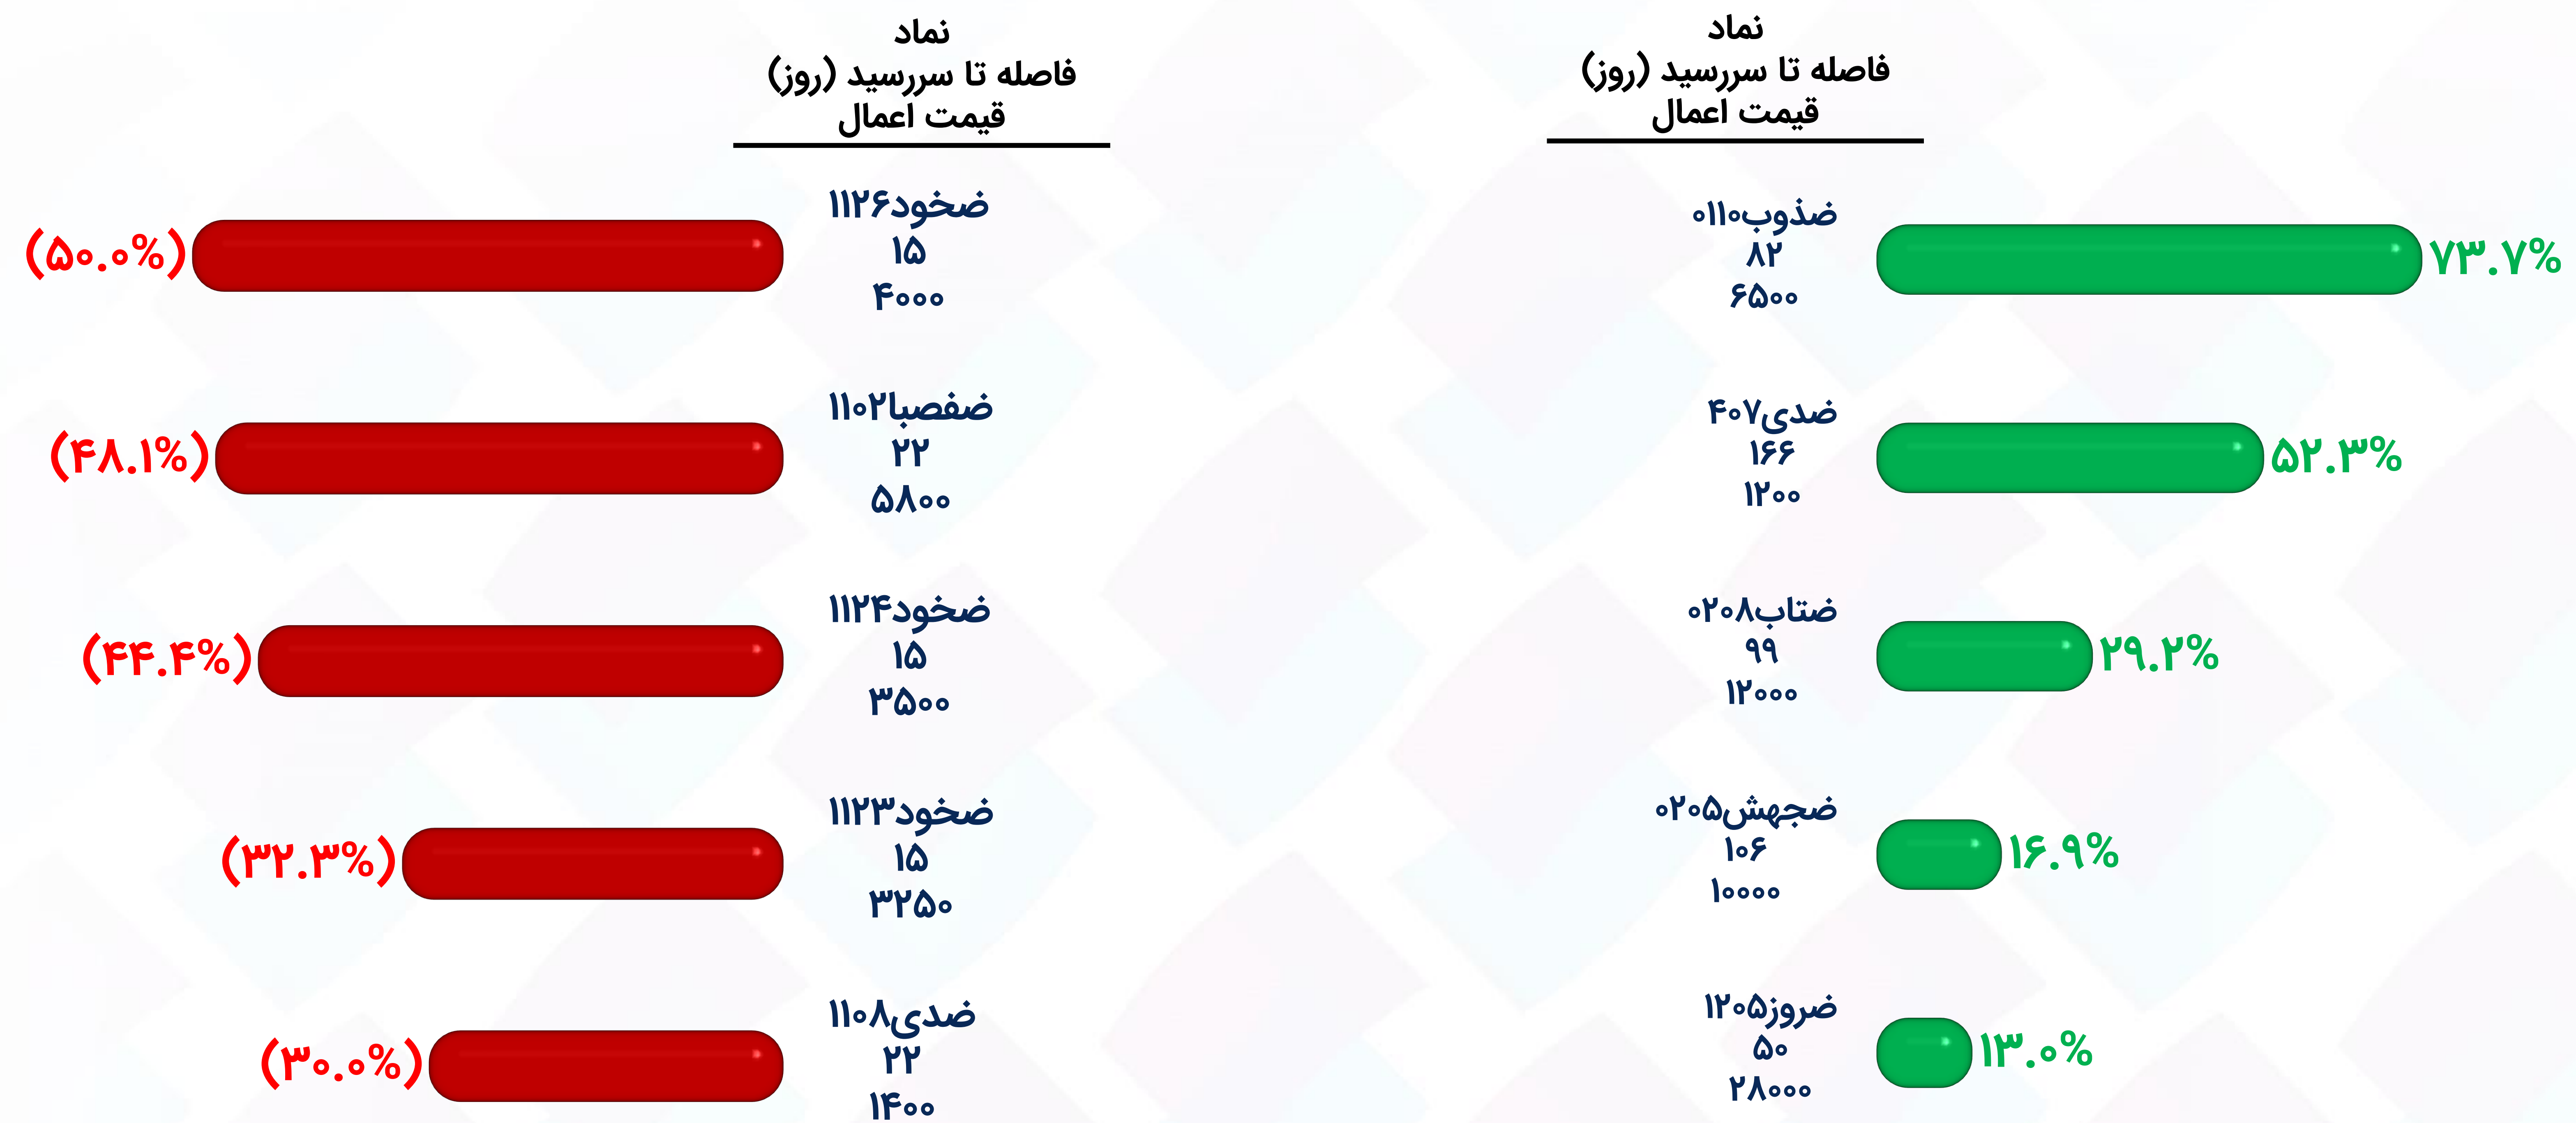 نماد
فاصله تا سررسید (روز)
قیمت اعمال
ضذوب۰۱۱۰
۸۲
۶۵۰۰
۷۳.۷%
ضدی۴۰۷
۱۶۶
۱۲۰۰
۵۲.۳%
ضتاب۰۲۰۸
۹۹
۱۲۰۰۰
۲۹.۲%
ضجهش۰۲۰۵
۱۰۶
۱۰۰۰۰
۱۶.۹%
ضروز۱۲۰۵
۵۰
۲۸۰۰۰
۱۳.۰%
نماد
فاصله تا سررسید (روز)
قیمت اعمال
ضخود۱۱۲۶
۱۵
۴۰۰۰
(۵۰.۰%)
ضفصبا۱۱۰۲
۲۲
۵۸۰۰
(۴۸.۱%)
ضخود۱۱۲۴
۱۵
۳۵۰۰
(۴۴.۴%)
ضخود۱۱۲۳
۱۵
۳۲۵۰
(۳۲.۳%)
ضدی۱۱۰۸
۲۲
۱۴۰۰
(۳۰.۰%)